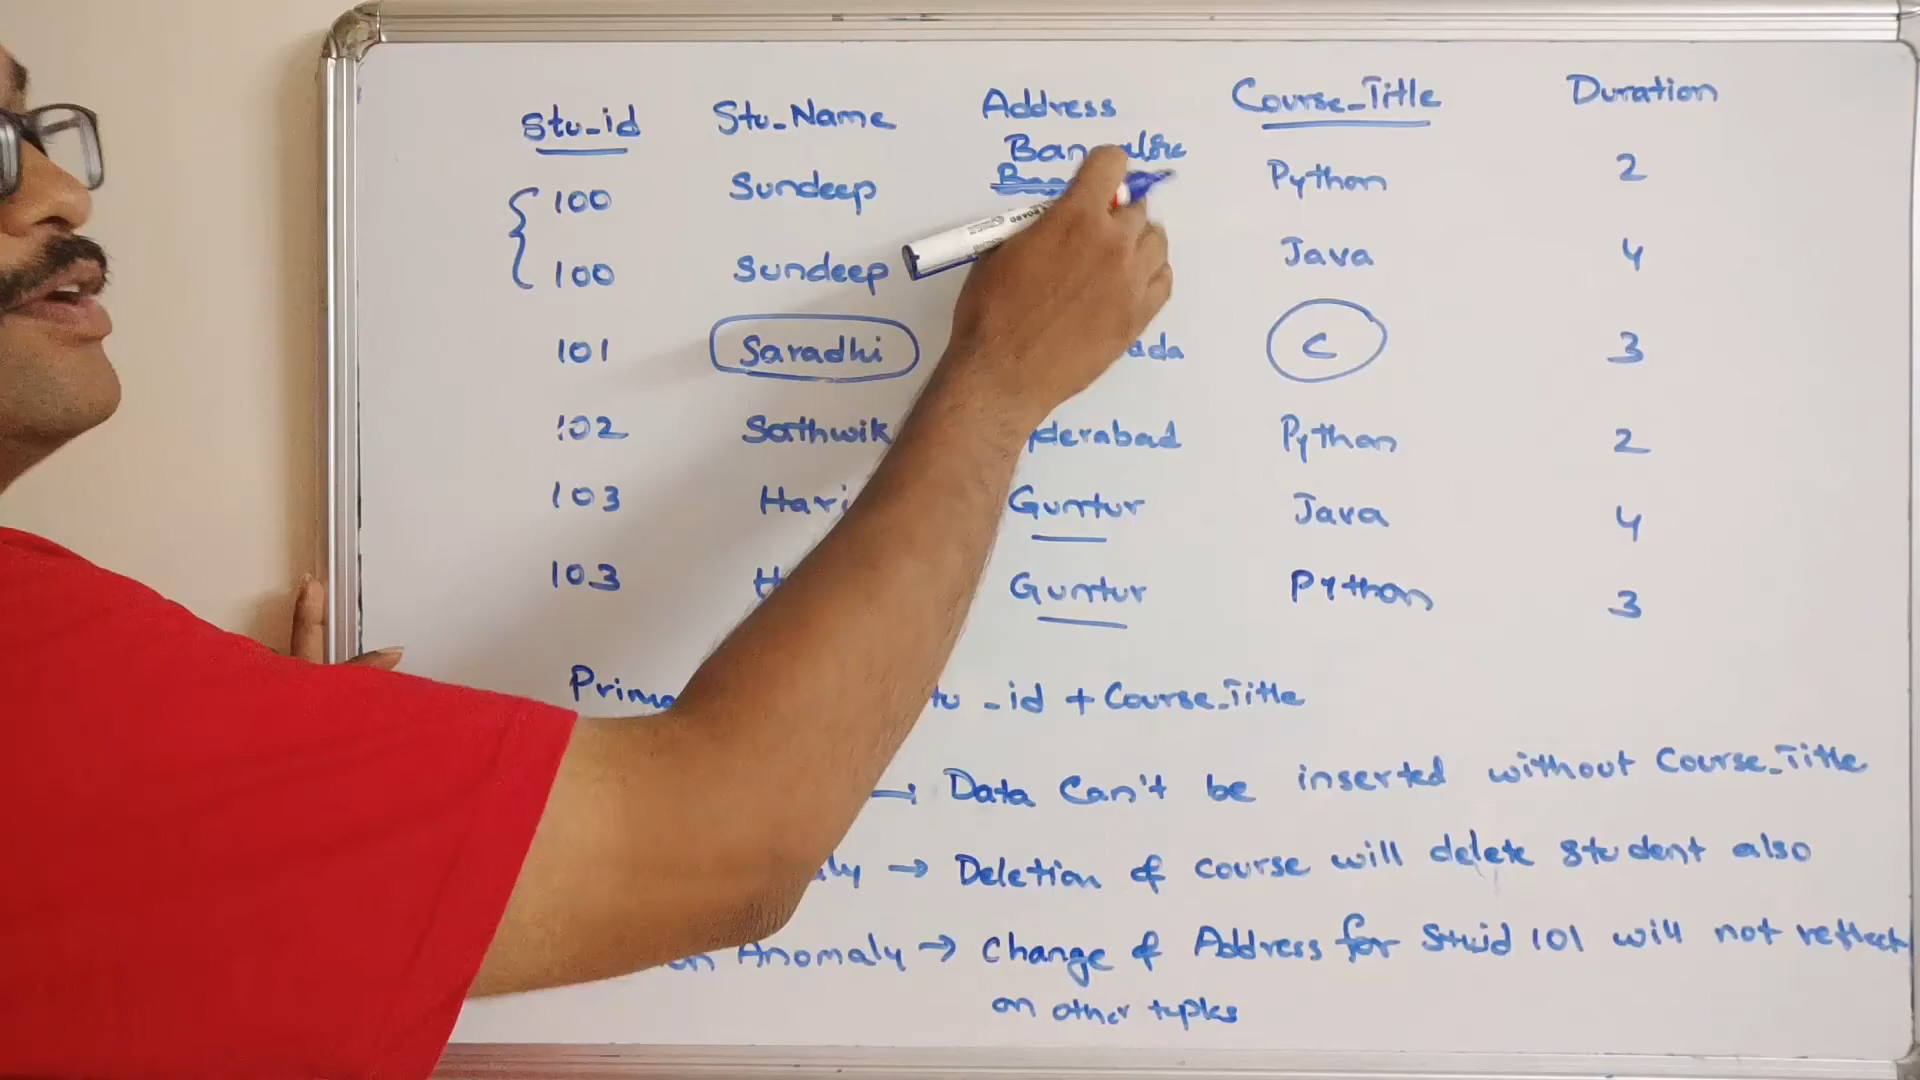 Stu_id Stu_Name Address Course_Title Duration
100 Sundeep Python 2
100 Sundeep Java 4
101 Saradhi C 3
102 Sathwik Python 2
103 Hari Guntur Java 4
103 Guntur Python 3
_id + Course_Title
→ Data Can't be inserted without Course_Title
→ Deletion of course will delete student also
Anomaly → Change of Address for Stuid 101 will not reflect
on other tuples